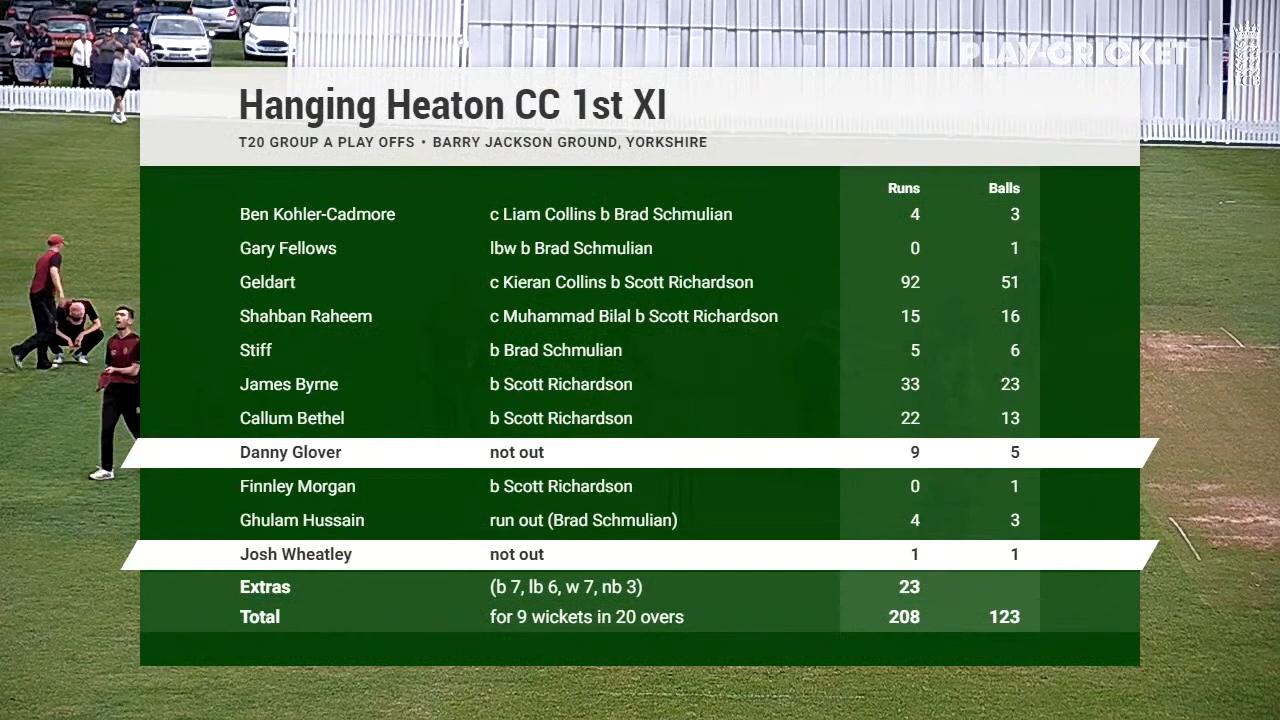 PLAY-CRICKET
Hanging Heaton CC 1st XI
T20 GROUP A PLAY OFFS • BARRY JACKSON GROUND, YORKSHIRE
Runs Balls
Ben Kohler-Cadmore c Liam Collins b Brad Schmulian 4 3
Gary Fellows lbw b Brad Schmulian 0 1
Geldart c Kieran Collins b Scott Richardson 92 51
Shahban Raheem c Muhammad Bilal b Scott Richardson 15 16
Stiff b Brad Schmulian 5 6
James Byrne b Scott Richardson 33 23
Callum Bethel b Scott Richardson 22 13
Danny Glover not out 9 5
Finnley Morgan b Scott Richardson 0 1
Ghulam Hussain run out (Brad Schmulian) 4 3
Josh Wheatley not out 1 1
Extras (b 7, lb 6, w 7, nb 3) 23
Total for 9 wickets in 20 overs 208 123